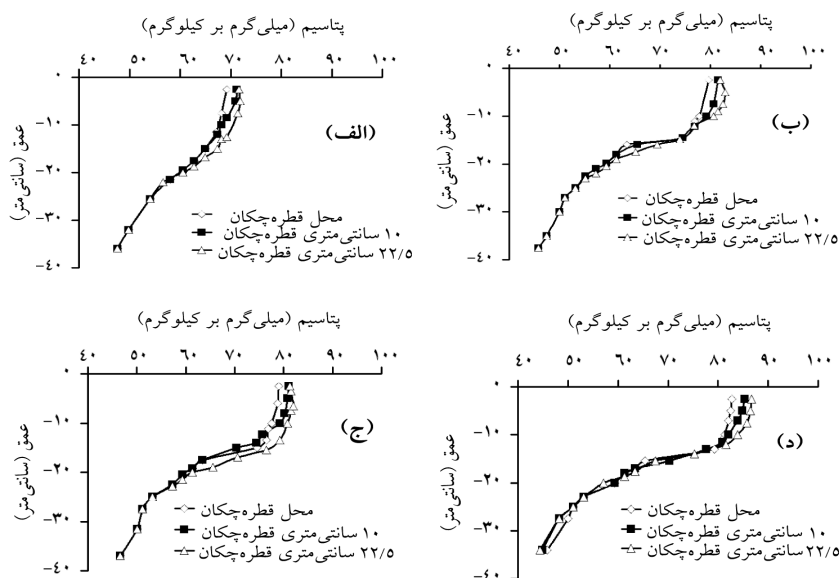 پتاسیم (میلی‌گرم بر کیلوگرم)
۴۰ ۵۰ ۶۰ ۷۰ ۸۰ ۹۰ ۱۰۰
۰
-۱۰
-۲۰
-۳۰
-۴۰
عمق (سانتی‌متر)
(الف)
محل قطره‌چکان
۱۰ سانتی‌متری قطره‌چکان
۲۲/۵ سانتی‌متری قطره‌چکان
پتاسیم (میلی‌گرم بر کیلوگرم)
۴۰ ۵۰ ۶۰ ۷۰ ۸۰ ۹۰ ۱۰۰
۰
-۱۰
-۲۰
-۳۰
-۴۰
عمق (سانتی‌متر)
(ب)
محل قطره‌چکان
۱۰ سانتی‌متری قطره‌چکان
۲۲/۵ سانتی‌متری قطره‌چکان
پتاسیم (میلی‌گرم بر کیلوگرم)
۴۰ ۵۰ ۶۰ ۷۰ ۸۰ ۹۰ ۱۰۰
۰
-۱۰
-۲۰
-۳۰
-۴۰
عمق (سانتی‌متر)
(ج)
محل قطره‌چکان
۱۰ سانتی‌متری قطره‌چکان
۲۲/۵ سانتی‌متری قطره‌چکان
پتاسیم (میلی‌گرم بر کیلوگرم)
۴۰ ۵۰ ۶۰ ۷۰ ۸۰ ۹۰ ۱۰۰
۰
-۱۰
-۲۰
-۳۰
-۴۰
عمق (سانتی‌متر)
(د)
محل قطره‌چکان
۱۰ سانتی‌متری قطره‌چکان
۲۲/۵ سانتی‌متری قطره‌چکان